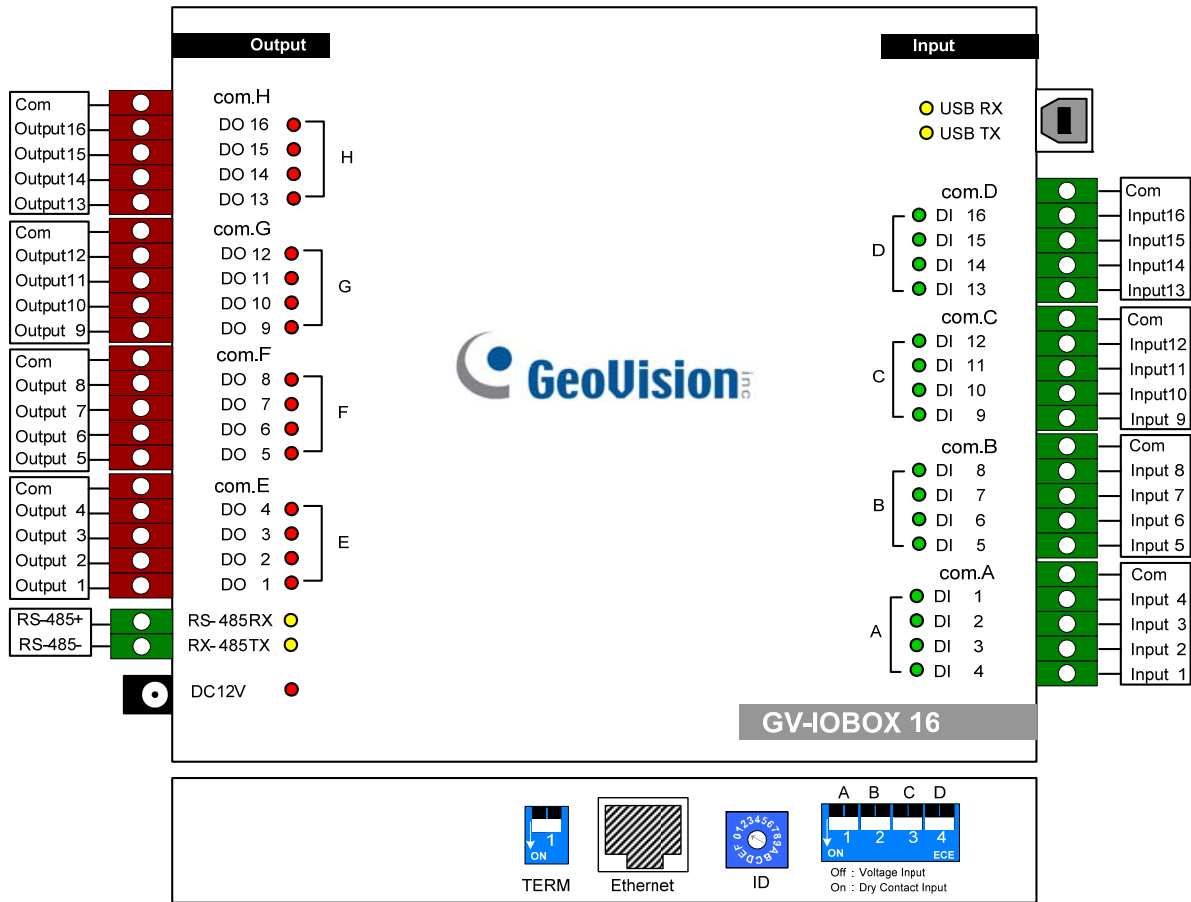 Output
Input
Com
Output16
Output15
Output14
Output13
Com
Output12
Output11
Output10
Output 9
Com
Output 8
Output 7
Output 6
Output 5
Com
Output 4
Output 3
Output 2
Output 1
RS-485+
RS-485-
com.H
DO 16
DO 15
DO 14
DO 13
H
com.G
DO 12
DO 11
DO 10
DO 9
G
com.F
DO 8
DO 7
DO 6
DO 5
F
com.E
DO 4
DO 3
DO 2
DO 1
E
RS-485RX
RX-485TX
DC12V
GeoVision inc
USB RX
USB TX
com.D
DI 16
DI 15
DI 14
DI 13
D
com.C
DI 12
DI 11
DI 10
DI 9
C
com.B
DI 8
DI 7
DI 6
DI 5
B
com.A
DI 1
DI 2
DI 3
DI 4
A
Com
Input16
Input15
Input14
Input13
Com
Input12
Input11
Input10
Input 9
Com
Input 8
Input 7
Input 6
Input 5
Com
Input 4
Input 3
Input 2
Input 1
GV-IOBOX 16
1
ON
TERM
Ethernet
0123456789ABCDEF
ID
A B C D
1 2 3 4
ON ECE
Off : Voltage Input
On : Dry Contact Input